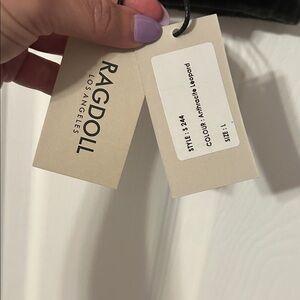 RAGDOLL
LOS ANGELES
STYLE : S 244
COLOUR : Anthracite Leopard
SIZE : L